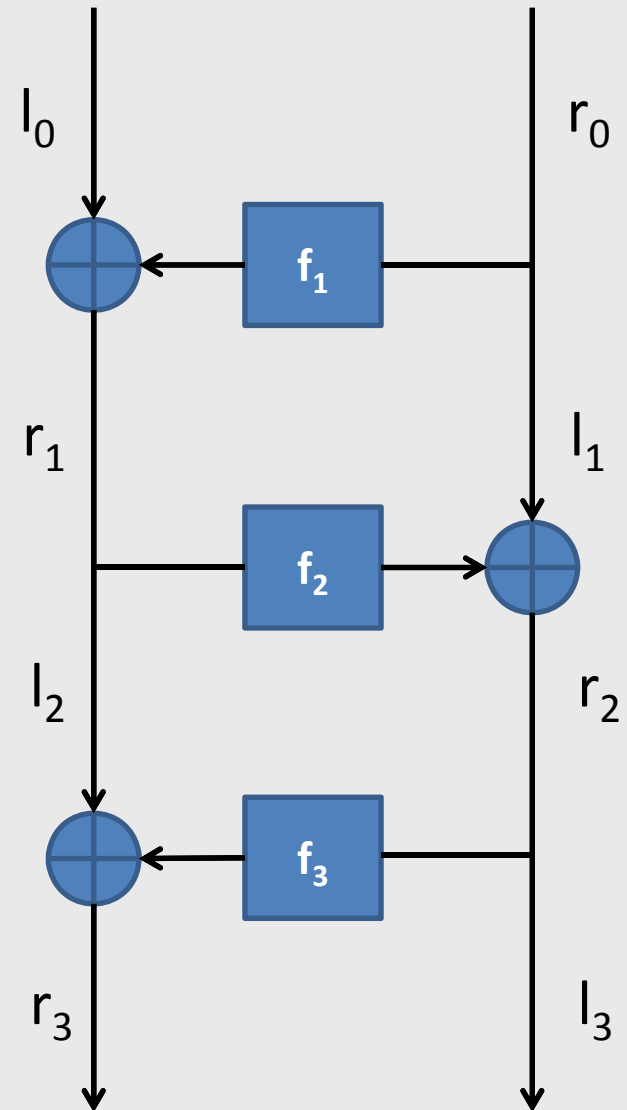 l₀ r₀
f₁
r₁ l₁
f₂
l₂ r₂
f₃
r₃ l₃